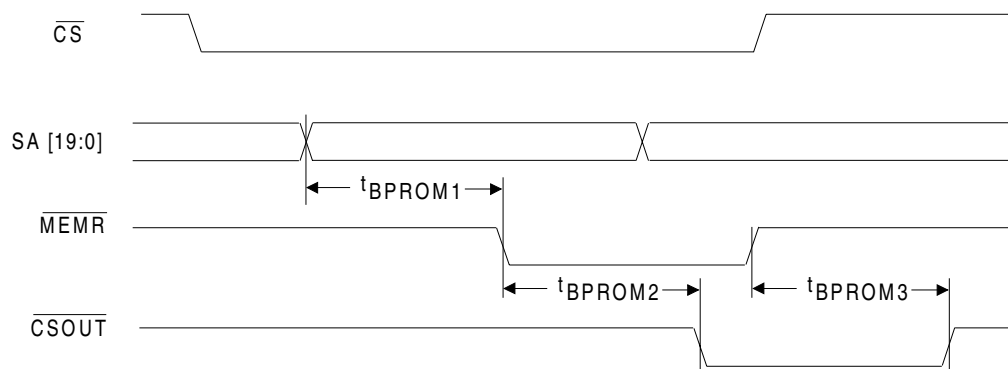 CS
SA [19:0]
tBPROM1
MEMR
tBPROM2
tBPROM3
CSOUT